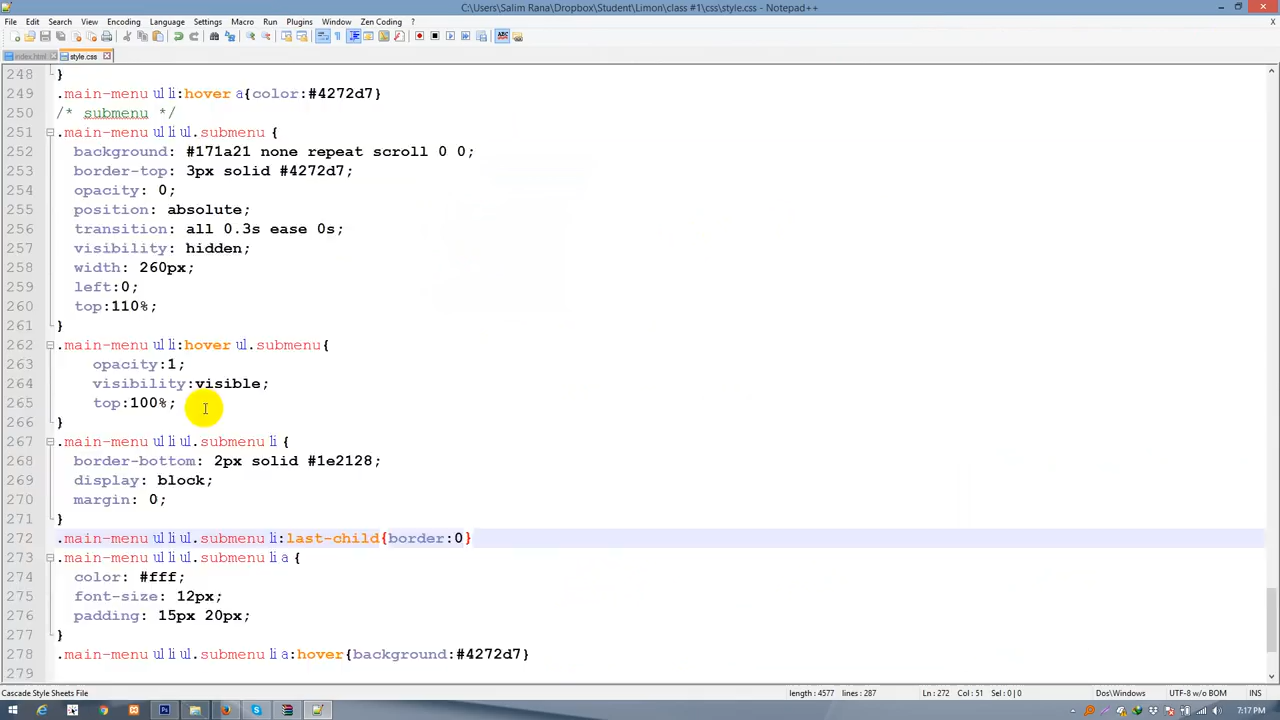 C:\Users\Salim Rana\Dropbox\Student\Limon\class #1\css\style.css - Notepad++
File Edit Search View Encoding Language Settings Macro Run Plugins Window Zen Coding ? X
index.html style.css
248 }
249 .main-menu ul li:hover a{color:#4272d7}
250 /* submenu */
251 .main-menu ul li ul.submenu {
252 background: #171a21 none repeat scroll 0 0;
253 border-top: 3px solid #4272d7;
254 opacity: 0;
255 position: absolute;
256 transition: all 0.3s ease 0s;
257 visibility: hidden;
258 width: 260px;
259 left:0;
260 top:110%;
261 }
262 .main-menu ul li:hover ul.submenu{
263 opacity:1;
264 visibility:visible;
265 top:100%;
266 }
267 .main-menu ul li ul.submenu li {
268 border-bottom: 2px solid #1e2128;
269 display: block;
270 margin: 0;
271 }
272 .main-menu ul li ul.submenu li:last-child{border:0}
273 .main-menu ul li ul.submenu li a {
274 color: #fff;
275 font-size: 12px;
276 padding: 15px 20px;
277 }
278 .main-menu ul li ul.submenu li a:hover{background:#4272d7}
279
Cascade Style Sheets File length : 4577 lines : 287 Ln : 272 Col : 51 Sel : 0 | 0 Dos\Windows UTF-8 w/o BOM INS
7:17 PM